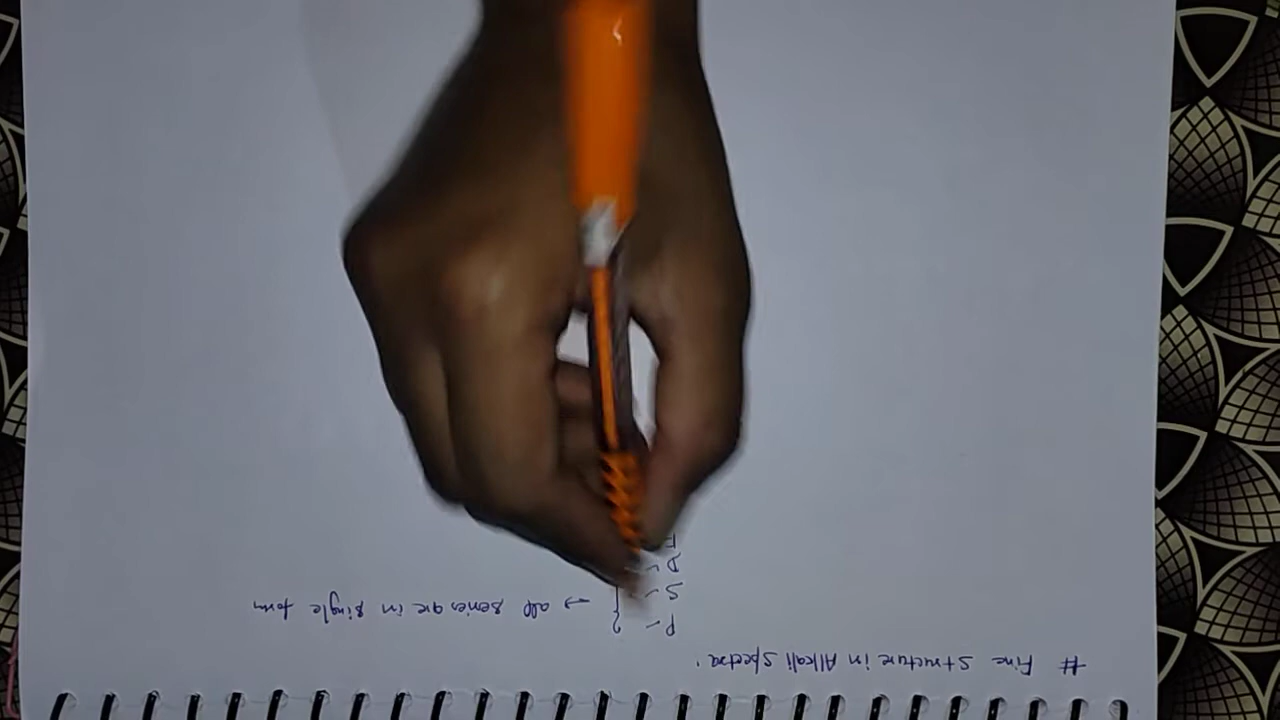 # Fine Structure in Alkali Spectra'
P -
S - } → all series are in single form
D -
F